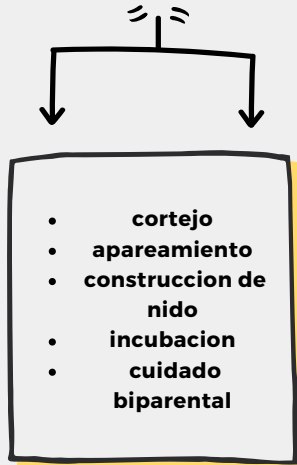 • cortejo
• apareamiento
• construccion de
nido
• incubacion
• cuidado
biparental